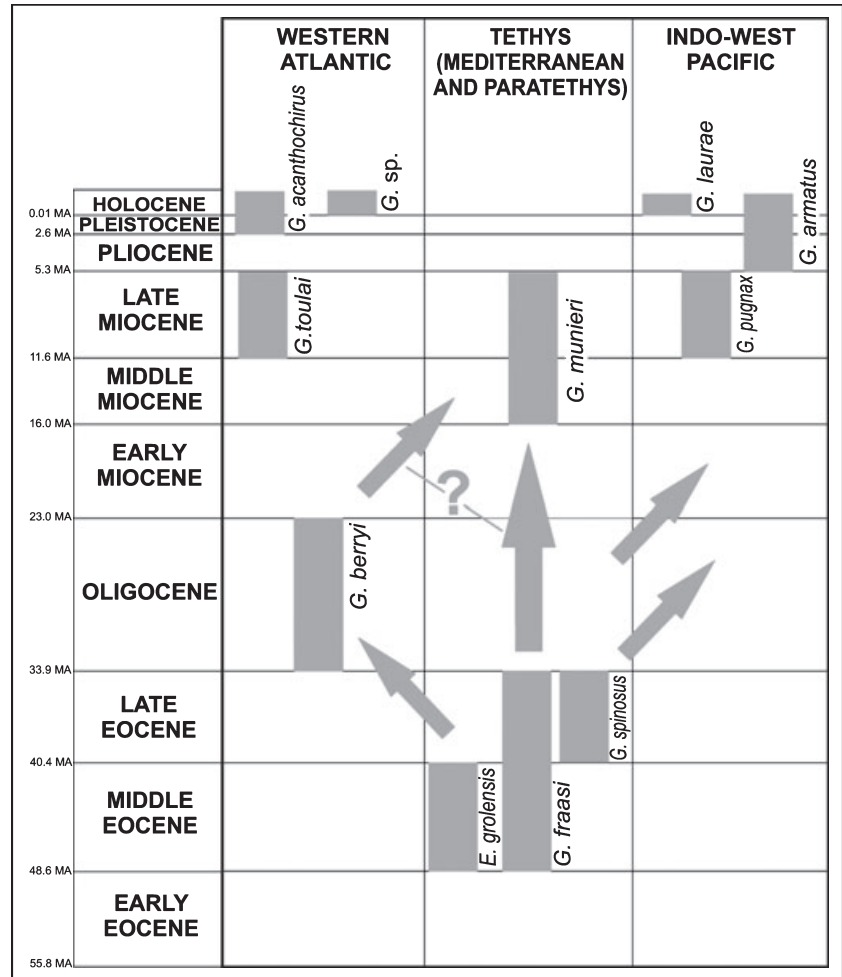 WESTERN
ATLANTIC
TETHYS
(MEDITERRANEAN
AND PARATETHYS)
INDO-WEST
PACIFIC
G. acanthochirus
G. sp.
G. laurae
G. armatus
HOLOCENE
0.01 MA
PLEISTOCENE
2.6 MA
PLIOCENE
5.3 MA
LATE
MIOCENE
G.toulai
G. munieri
G. pugnax
11.6 MA
MIDDLE
MIOCENE
16.0 MA
EARLY
MIOCENE
?
23.0 MA
OLIGOCENE
G. berryi
33.9 MA
LATE
EOCENE
G. spinosus
40.4 MA
MIDDLE
EOCENE
E. grolensis
G. fraasi
48.6 MA
EARLY
EOCENE
55.8 MA